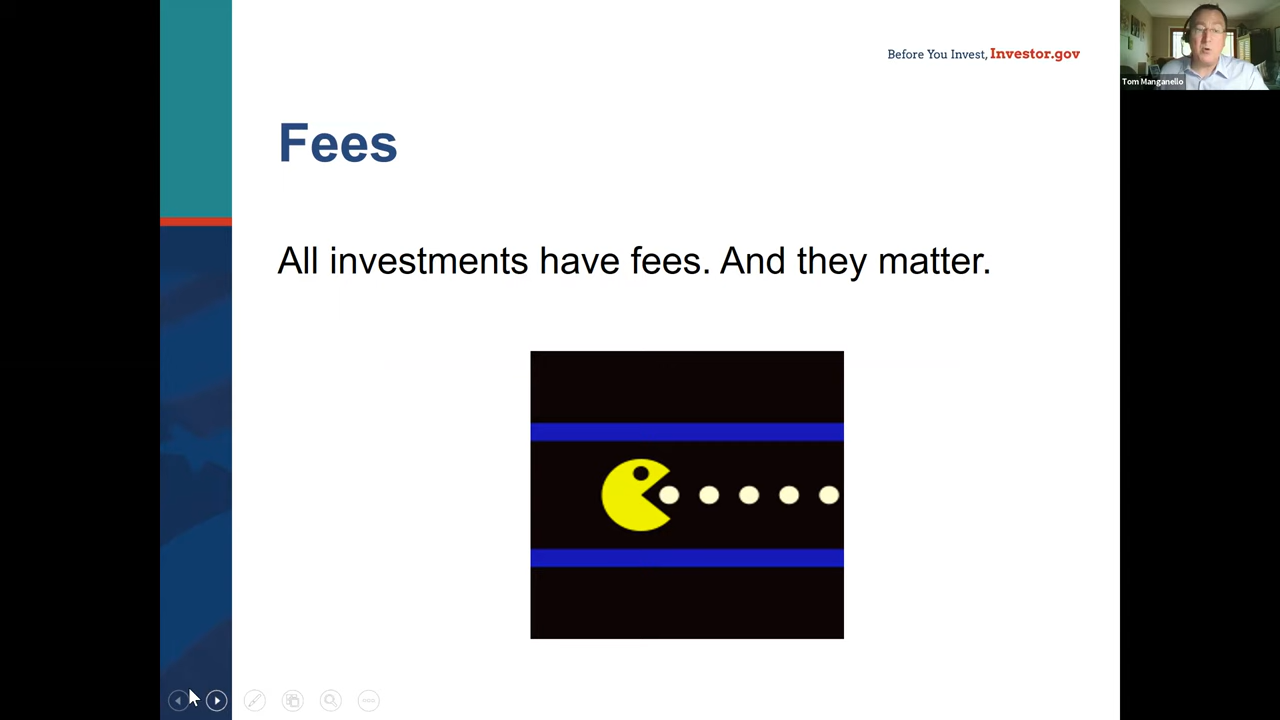 Before You Invest, Investor.gov
Tom Manganello
Fees
All investments have fees. And they matter.